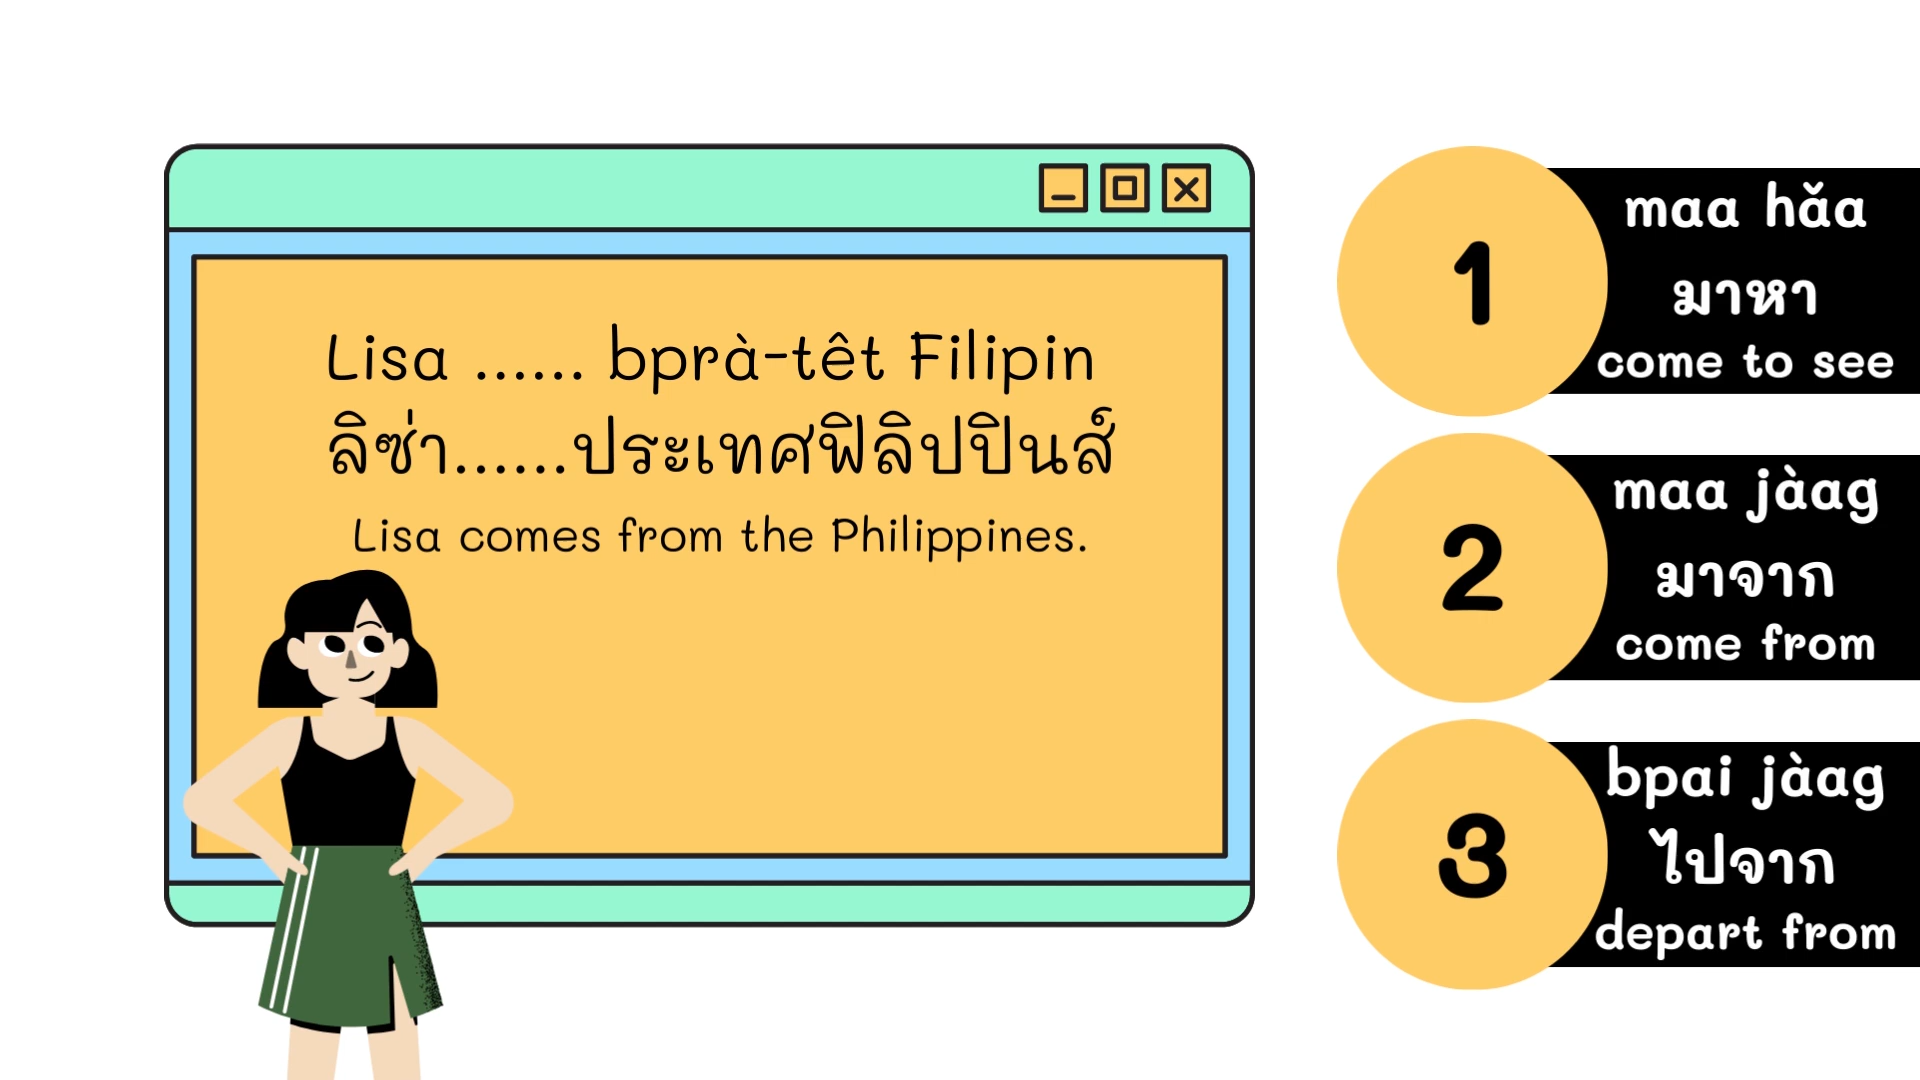 Lisa ...... bprà-têt Filipin
ลิซ่า......ประเทศฟิลิปปินส์
Lisa comes from the Philippines.
1
maa hǎa
มาหา
come to see
2
maa jàag
มาจาก
come from
3
bpai jàag
ไปจาก
depart from